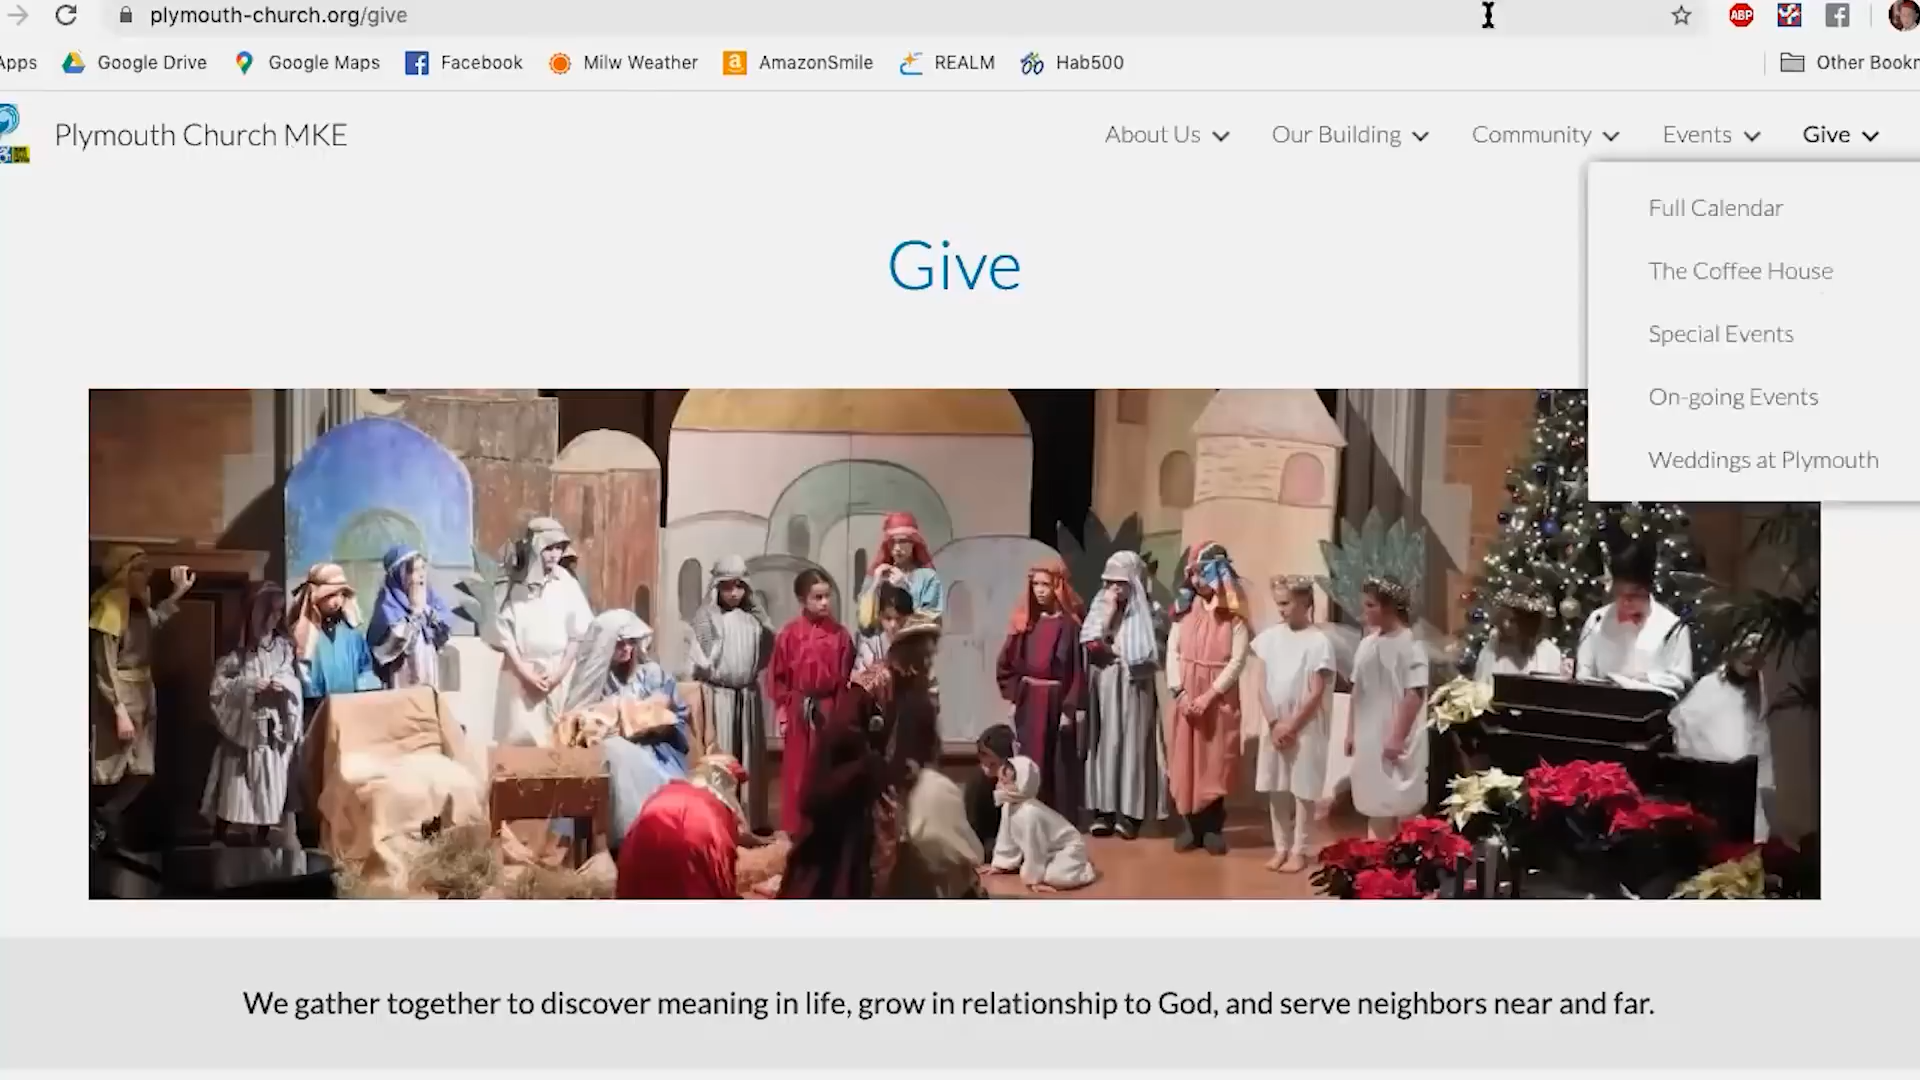 plymouth-church.org/give
ABP
Apps Google Drive Google Maps Facebook Milw Weather AmazonSmile REALM Hab500
Plymouth Church MKE
About Us Our Building Community Events Give
Full Calendar
The Coffee House
Special Events
On-going Events
Weddings at Plymouth
Give
We gather together to discover meaning in life, grow in relationship to God, and serve neighbors near and far.